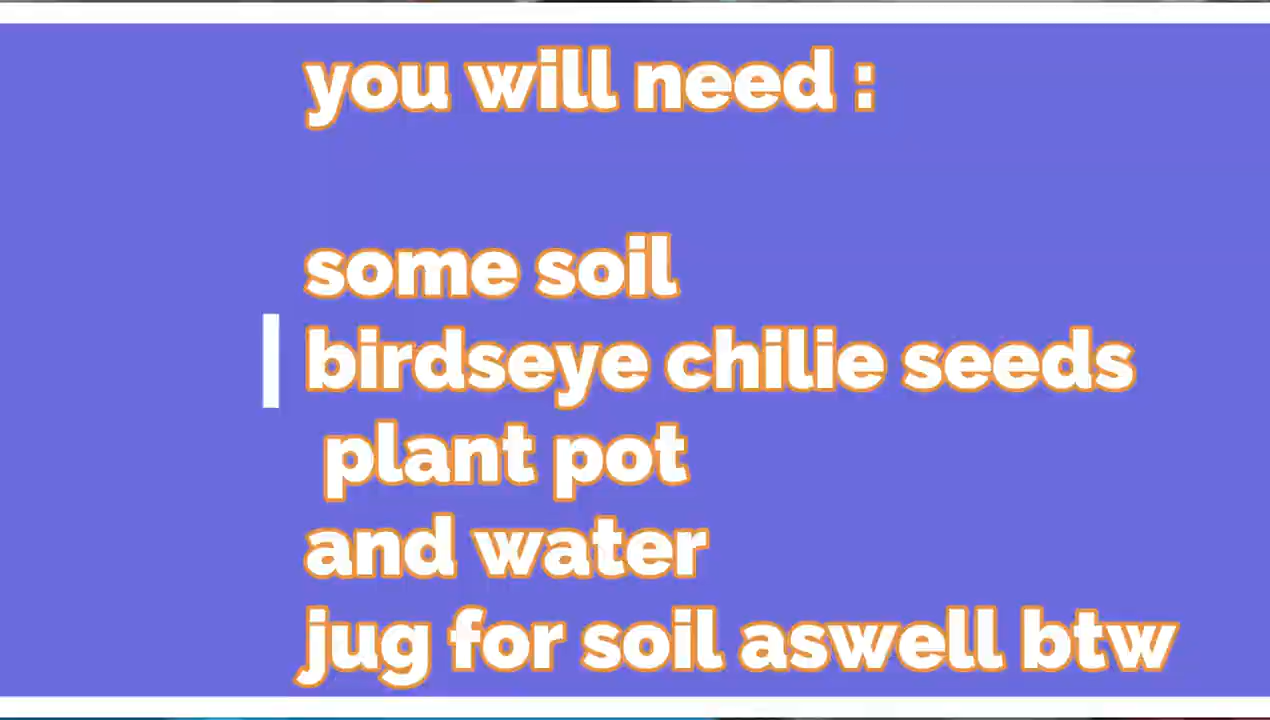 you will need :
some soil
birdseye chilie seeds
plant pot
and water
jug for soil aswell btw